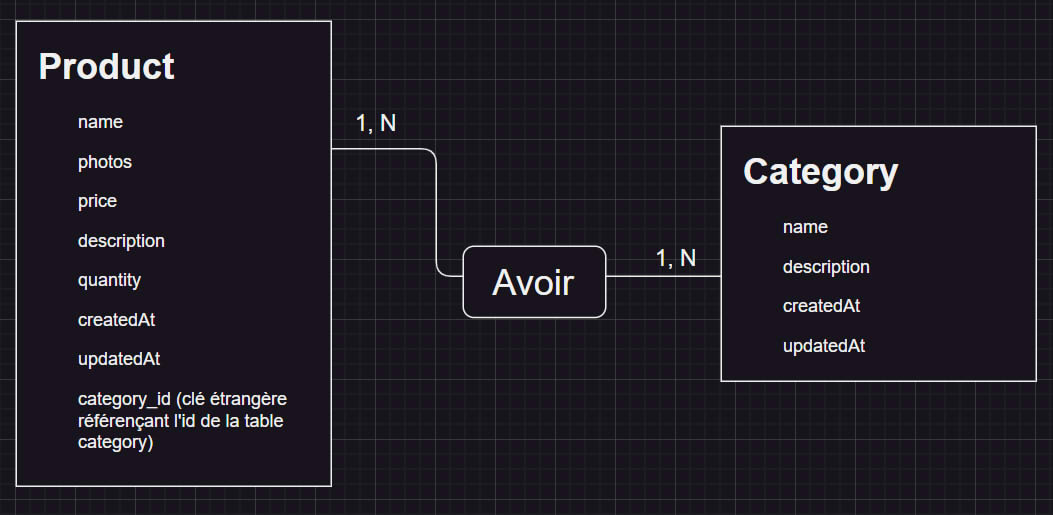 Product
name
photos
price
description
quantity
createdAt
updatedAt
category_id (clé étrangère
référençant l'id de la table
category)
1, N
Avoir
1, N
Category
name
description
createdAt
updatedAt